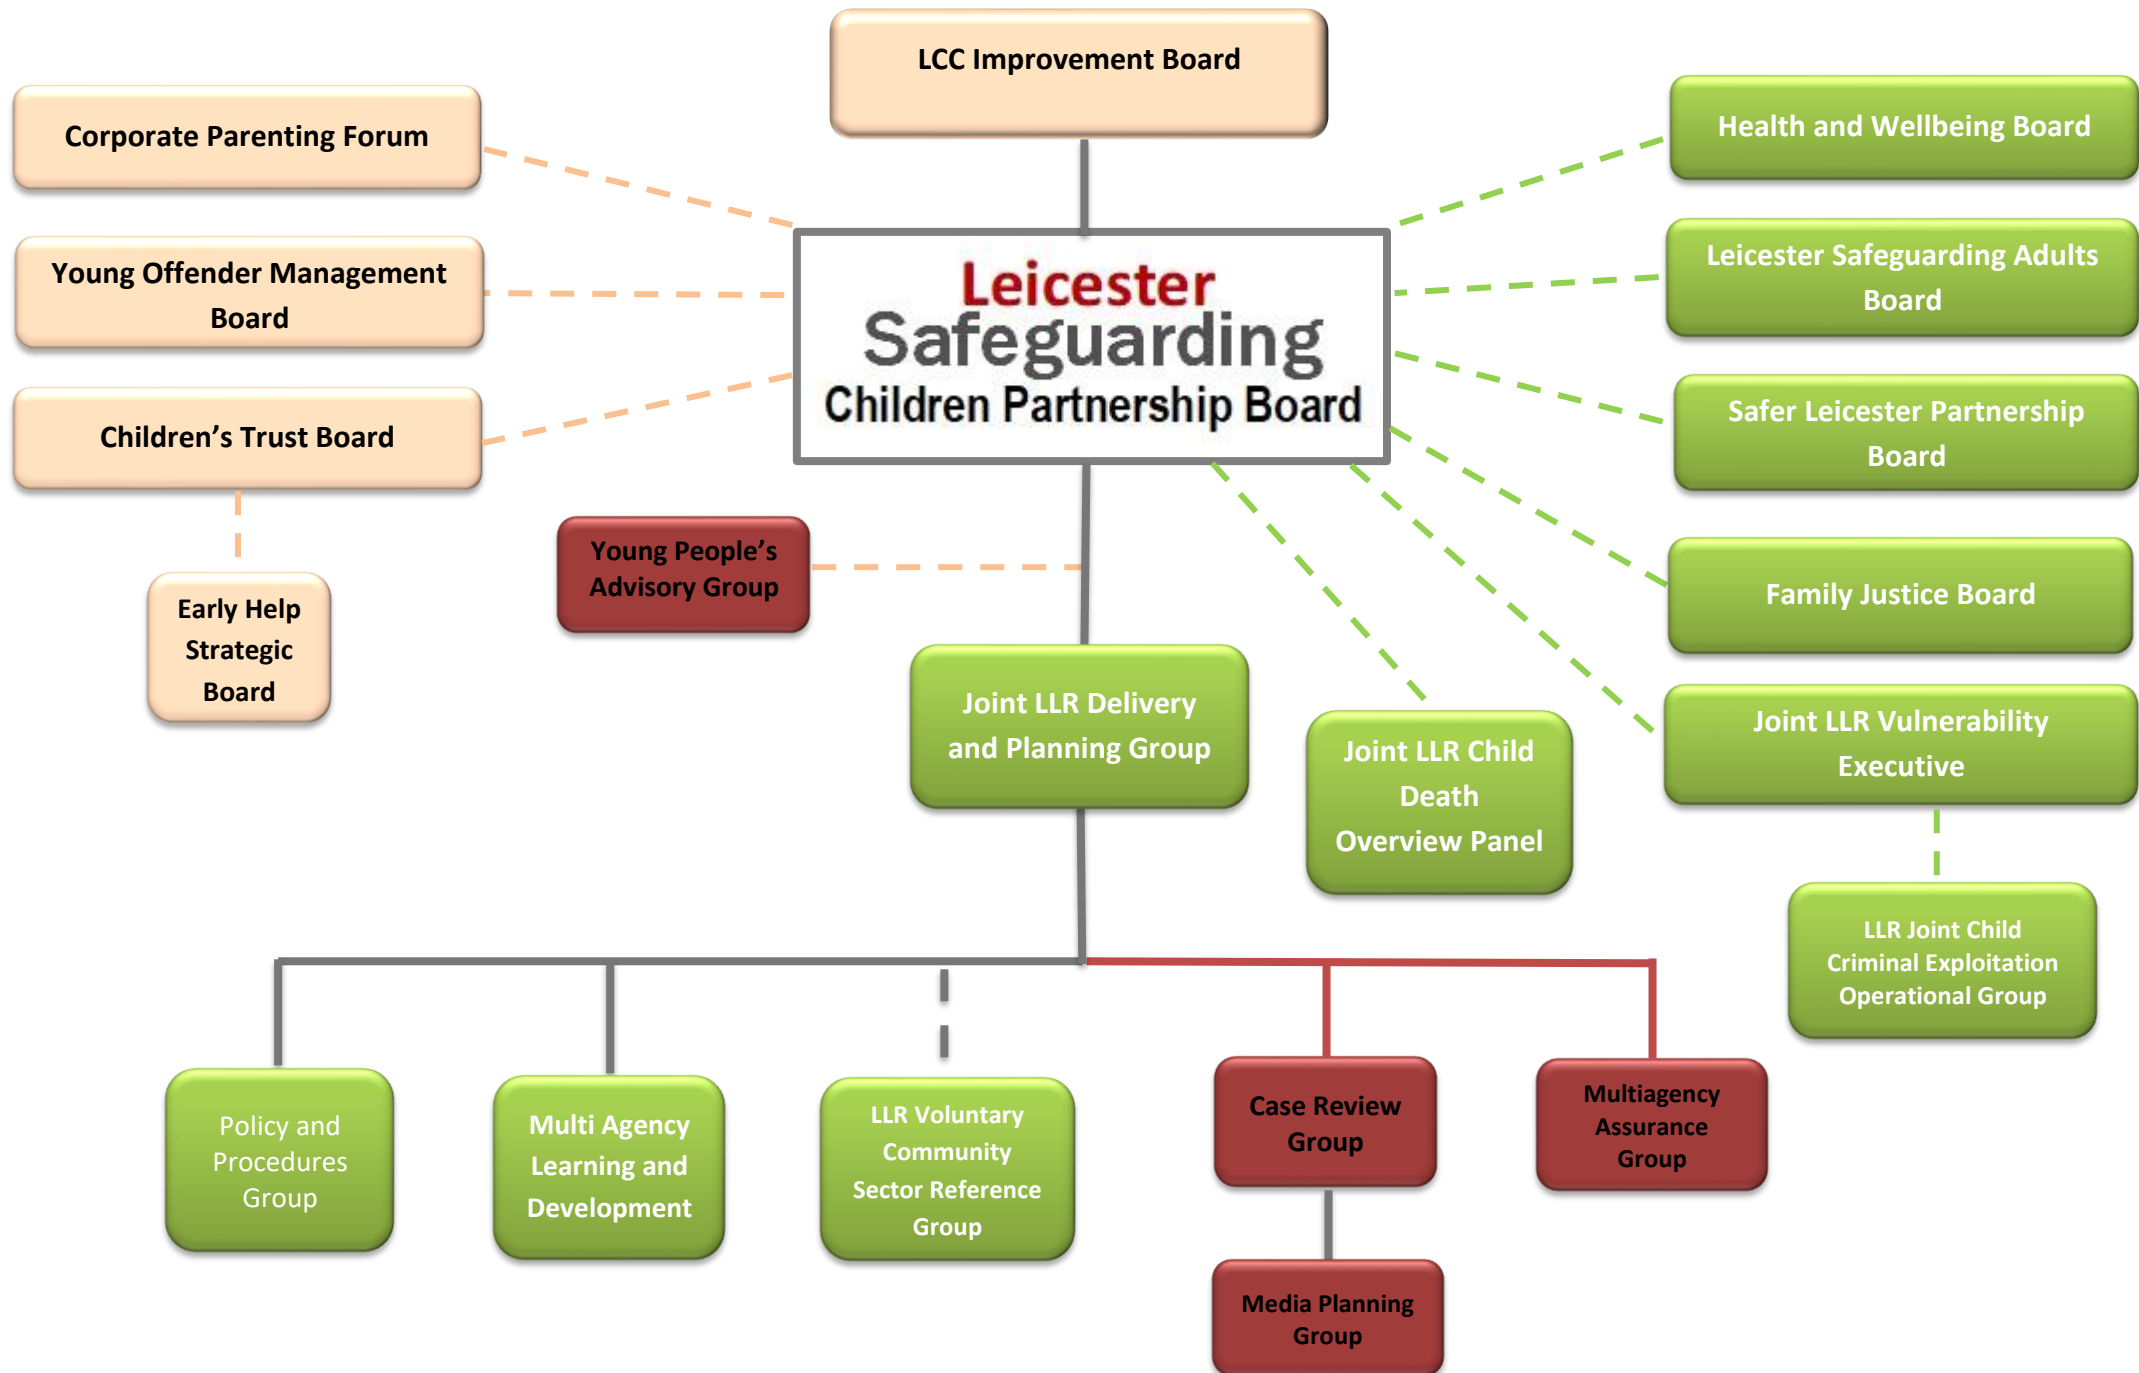 LCC Improvement Board
Corporate Parenting Forum
Health and Wellbeing Board
Young Offender Management
Board
Leicester
Safeguarding
Children Partnership Board
Leicester Safeguarding Adults
Board
Children’s Trust Board
Safer Leicester Partnership
Board
Young People’s
Advisory Group
Family Justice Board
Early Help
Strategic
Board
Joint LLR Delivery
and Planning Group
Joint LLR Child
Death
Overview Panel
Joint LLR Vulnerability
Executive
LLR Joint Child
Criminal Exploitation
Operational Group
Policy and
Procedures
Group
Multi Agency
Learning and
Development
LLR Voluntary
Community
Sector Reference
Group
Case Review
Group
Multiagency
Assurance
Group
Media Planning
Group